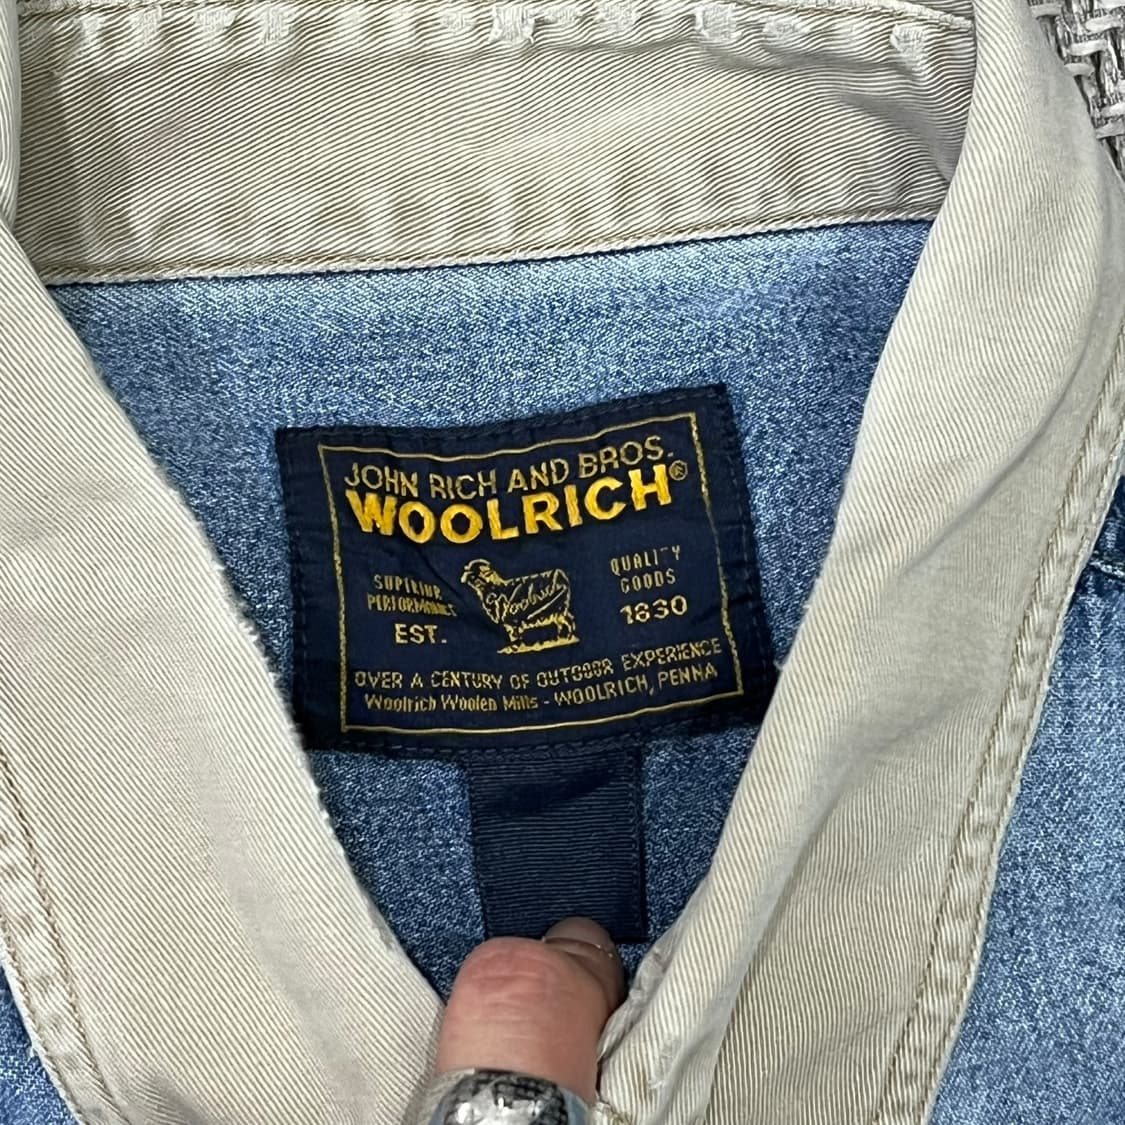 JOHN RICH AND BROS.
WOOLRICH®
SUPERIOR
PERFORMANCE
EST.
Woolrich
QUALITY
GOODS
1830
OVER A CENTURY OF OUTDOOR EXPERIENCE
Woolrich Woolen Mills - WOOLRICH, PENNA